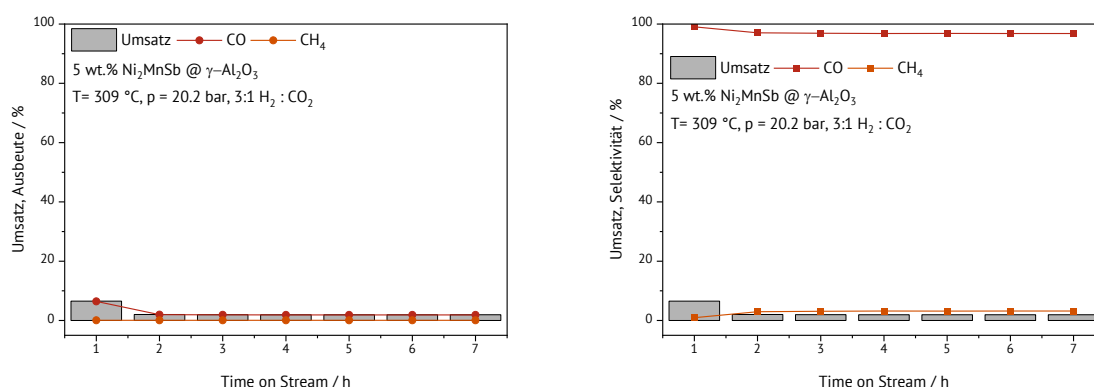 100
80
60
40
20
0
Umsatz, Ausbeute / %
Umsatz CO CH₄
5 wt.% Ni₂MnSb @ γ–Al₂O₃
T= 309 °C, p = 20.2 bar, 3:1 H₂ : CO₂
1 2 3 4 5 6 7
Time on Stream / h
100
80
60
40
20
0
Umsatz, Selektivität / %
Umsatz CO CH₄
5 wt.% Ni₂MnSb @ γ–Al₂O₃
T= 309 °C, p = 20.2 bar, 3:1 H₂ : CO₂
1 2 3 4 5 6 7
Time on Stream / h